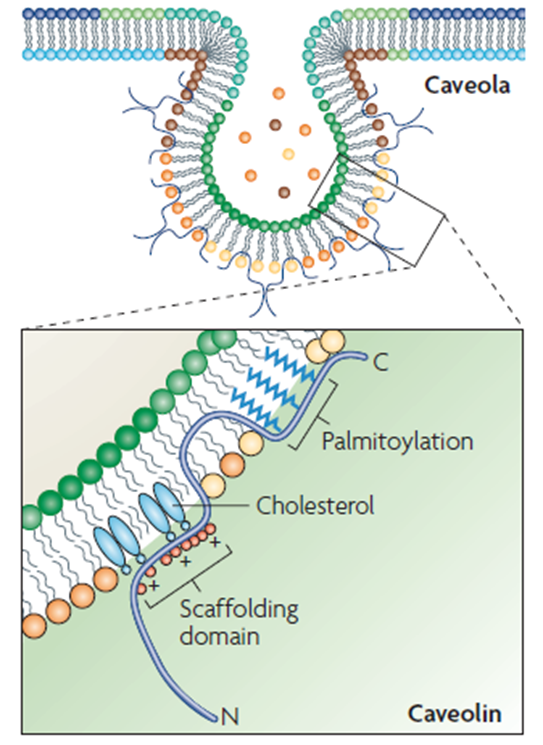 Caveola
C
Palmitoylation
Cholesterol
+
+
+
Scaffolding
domain
N
Caveolin